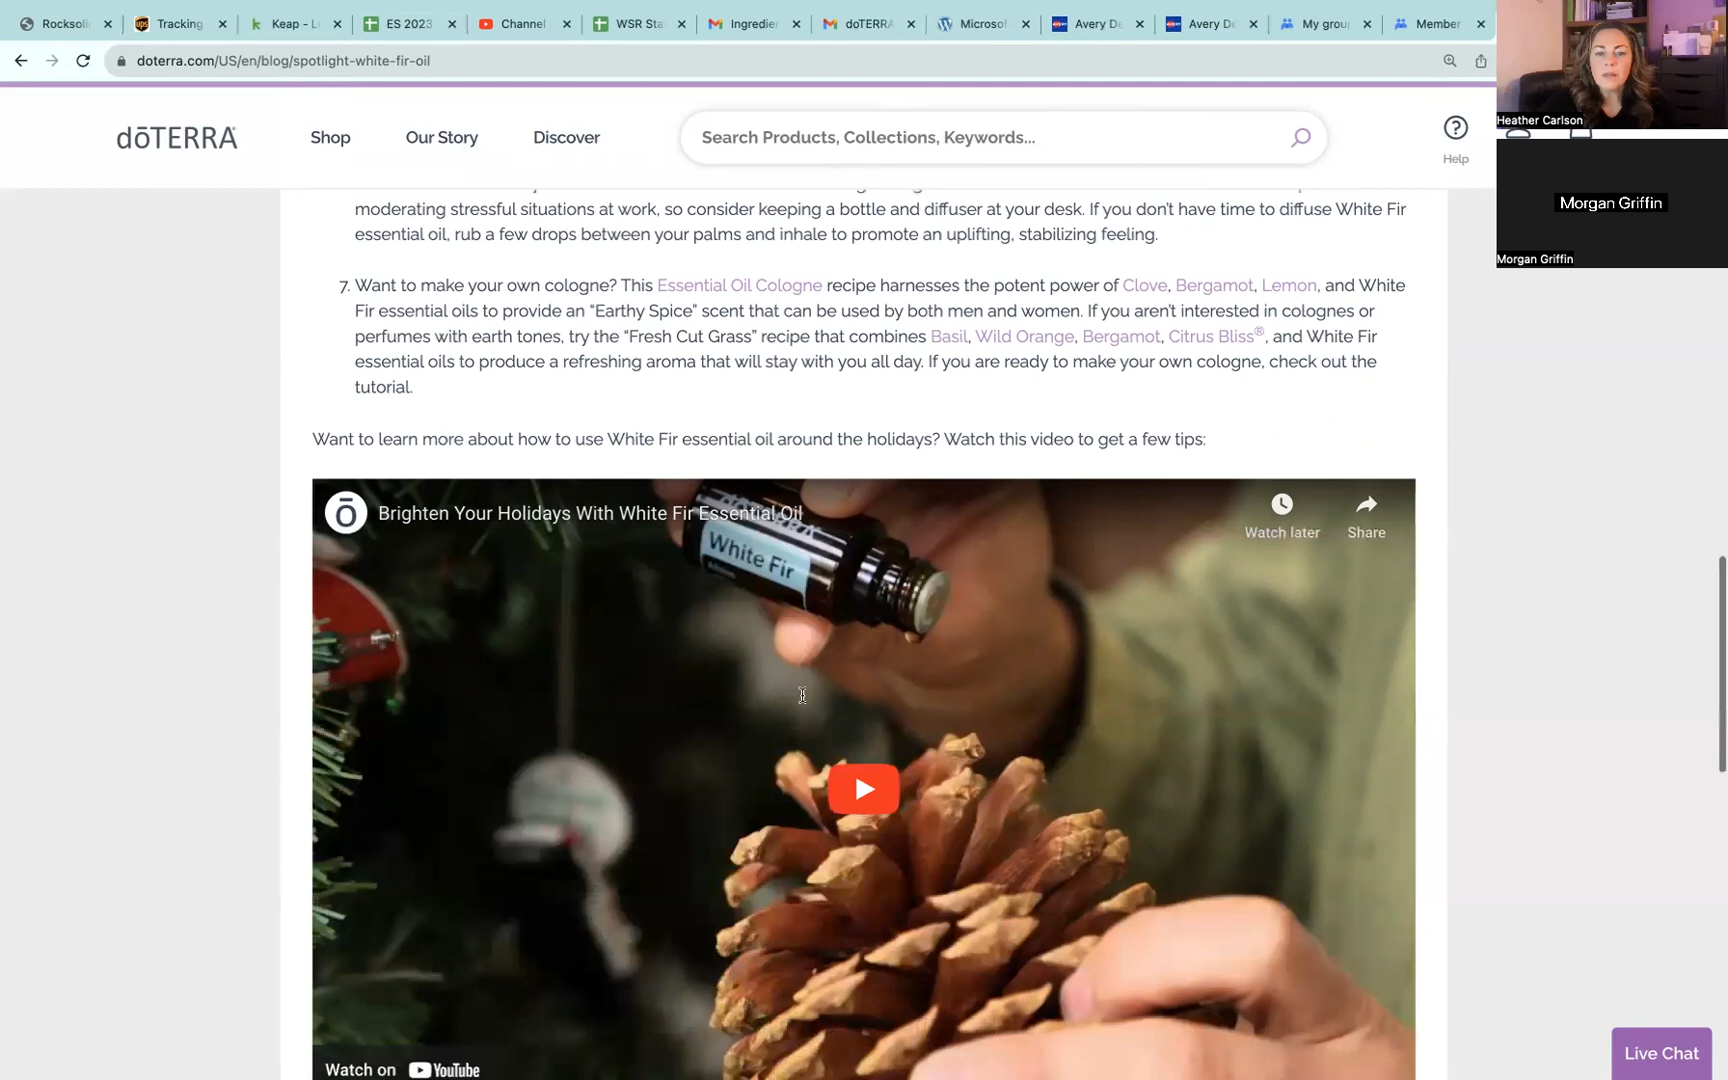 Rocksoli
Tracking
Keap - L
ES 2023
Channel
WSR Sta
Ingredie
doTERRA
Microsof
Avery De
Avery De
My grou
Member
doterra.com/US/en/blog/spotlight-white-fir-oil
Heather Carlson
dōTERRA
Shop
Our Story
Discover
Search Products, Collections, Keywords...
Help
Morgan Griffin
Morgan Griffin
moderating stressful situations at work, so consider keeping a bottle and diffuser at your desk. If you don't have time to diffuse White Fir
essential oil, rub a few drops between your palms and inhale to promote an uplifting, stabilizing feeling.
7. Want to make your own cologne? This Essential Oil Cologne recipe harnesses the potent power of Clove, Bergamot, Lemon, and White
Fir essential oils to provide an “Earthy Spice” scent that can be used by both men and women. If you aren't interested in colognes or
perfumes with earth tones, try the “Fresh Cut Grass” recipe that combines Basil, Wild Orange, Bergamot, Citrus Bliss®, and White Fir
essential oils to produce a refreshing aroma that will stay with you all day. If you are ready to make your own cologne, check out the
tutorial.
Want to learn more about how to use White Fir essential oil around the holidays? Watch this video to get a few tips:
Brighten Your Holidays With White Fir Essential Oil
Watch later
Share
White Fir
Watch on YouTube
Live Chat